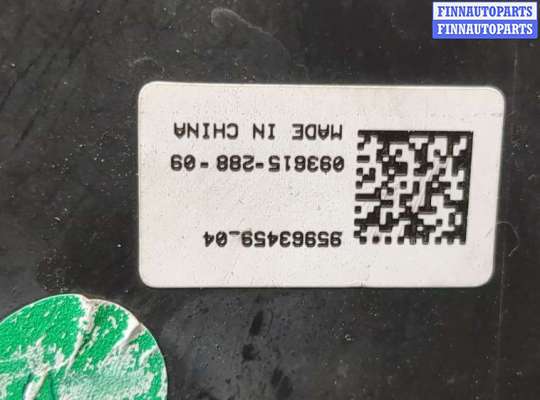 FINNAUTOPARTS
FINNAUTOPARTS
95963459_04
093615-288-09
MADE IN CHINA